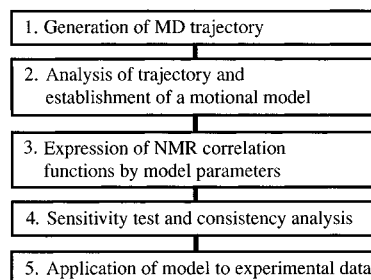 1. Generation of MD trajectory
2. Analysis of trajectory and
establishment of a motional model
3. Expression of NMR correlation
functions by model parameters
4. Sensitivity test and consistency analysis
5. Application of model to experimental data